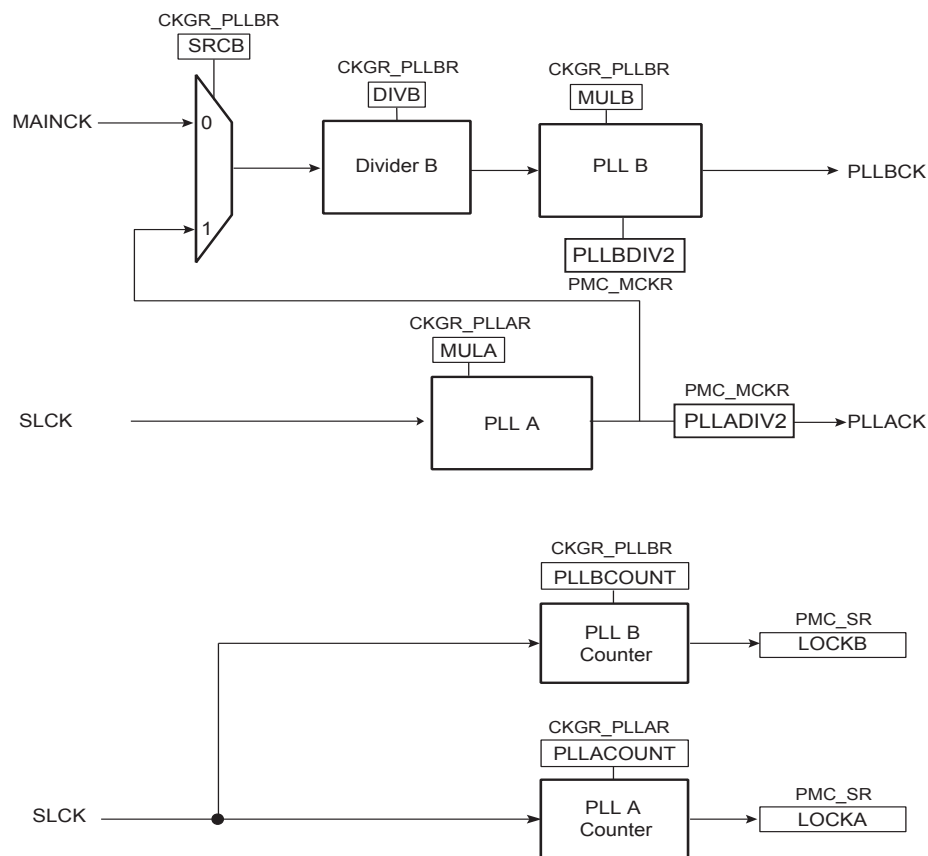 CKGR_PLLBR
SRCB
MAINCK
0
1
CKGR_PLLBR
DIVB
Divider B
CKGR_PLLBR
MULB
PLL B
PLLBDIV2
PMC_MCKR
PLLBCK
CKGR_PLLAR
MULA
SLCK
PLL A
PMC_MCKR
PLLADIV2
PLLACK
CKGR_PLLBR
PLLBCOUNT
PLL B
Counter
PMC_SR
LOCKB
CKGR_PLLAR
PLLACOUNT
SLCK
PLL A
Counter
PMC_SR
LOCKA